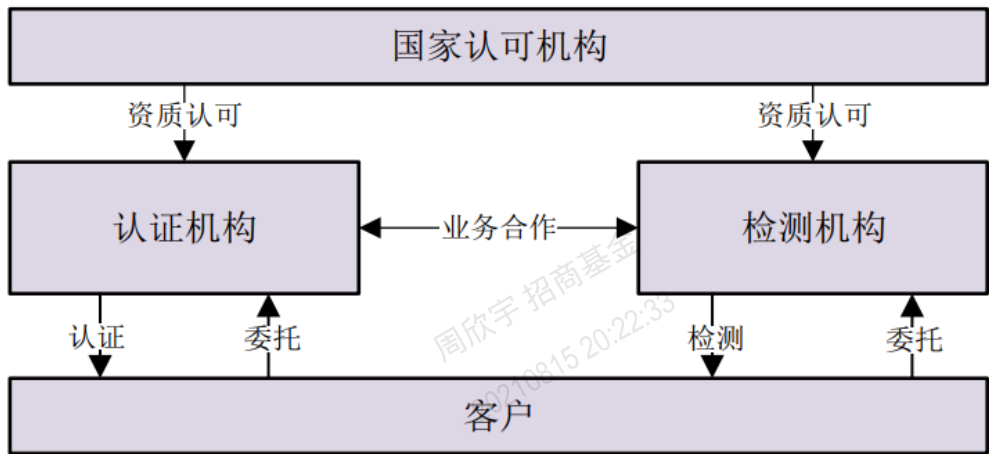 国家认可机构
资质认可 资质认可
认证机构 业务合作 检测机构
周欣宇 招商基金
20210815 20:22:33
认证 委托 检测 委托
客户